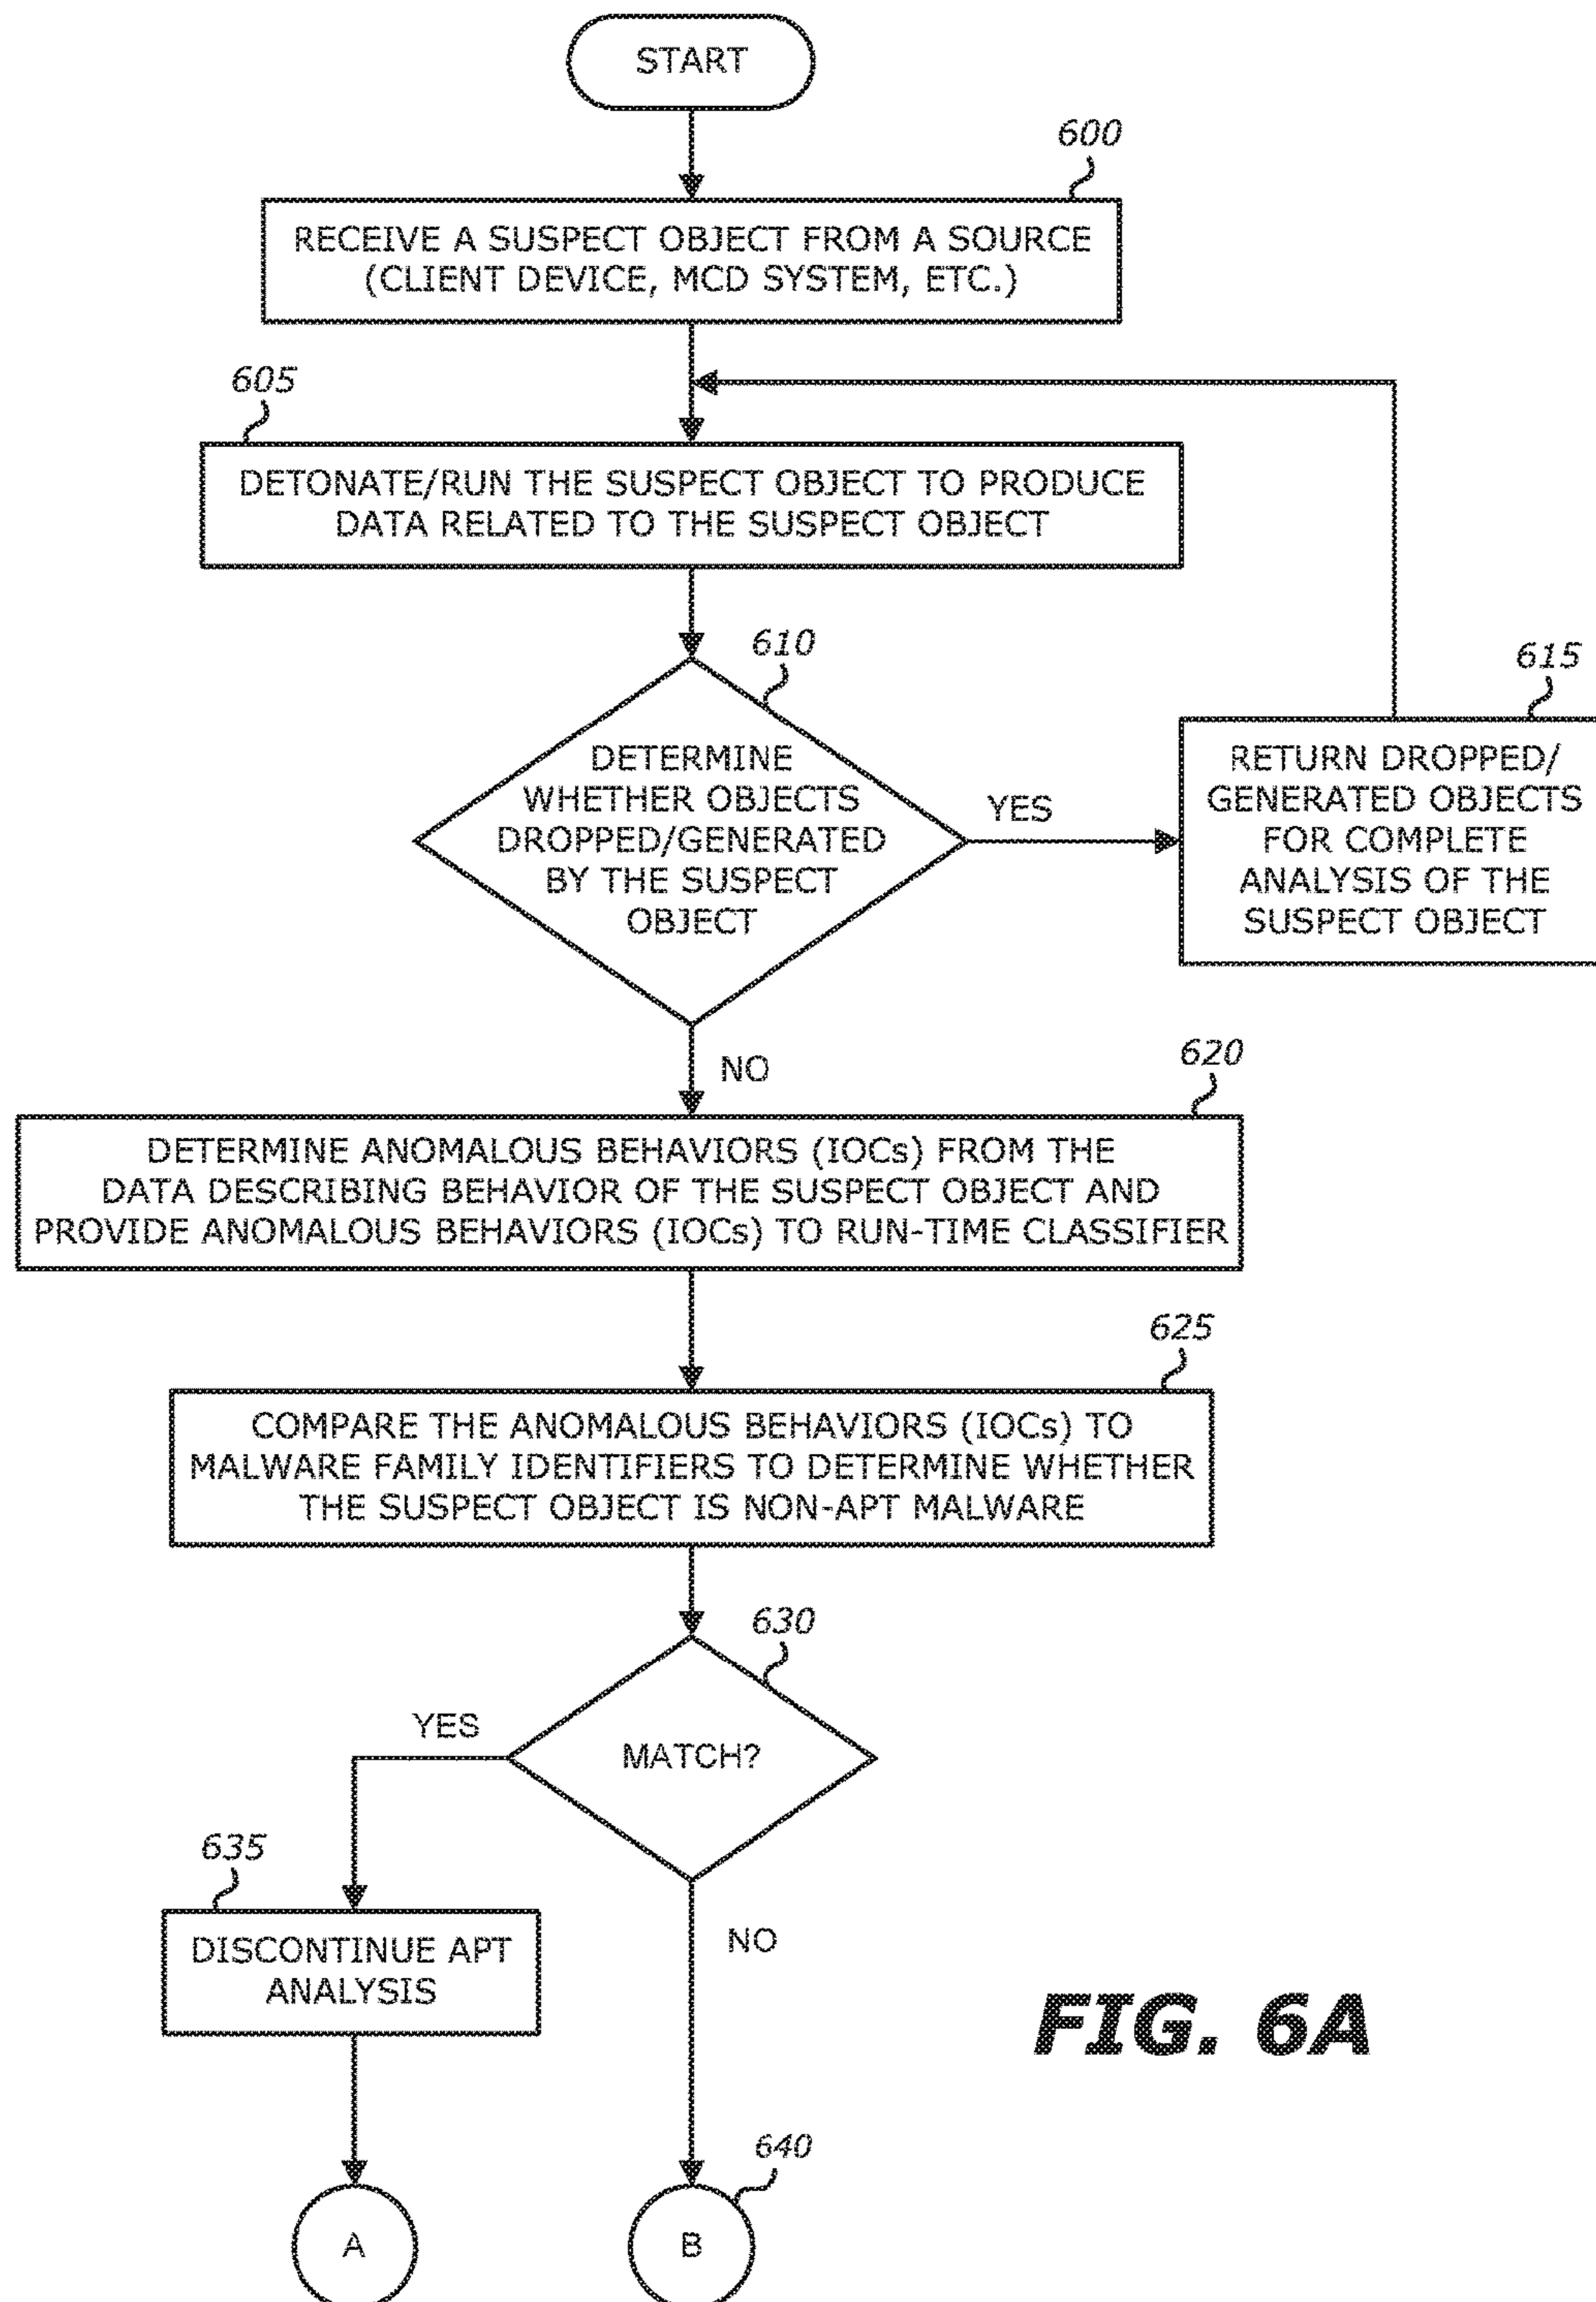 START
600
RECEIVE A SUSPECT OBJECT FROM A SOURCE
(CLIENT DEVICE, MCD SYSTEM, ETC.)
605
DETONATE/RUN THE SUSPECT OBJECT TO PRODUCE
DATA RELATED TO THE SUSPECT OBJECT
610
DETERMINE
WHETHER OBJECTS
DROPPED/GENERATED
BY THE SUSPECT
OBJECT
YES
615
RETURN DROPPED/
GENERATED OBJECTS
FOR COMPLETE
ANALYSIS OF THE
SUSPECT OBJECT
NO
620
DETERMINE ANOMALOUS BEHAVIORS (IOCs) FROM THE
DATA DESCRIBING BEHAVIOR OF THE SUSPECT OBJECT AND
PROVIDE ANOMALOUS BEHAVIORS (IOCs) TO RUN-TIME CLASSIFIER
625
COMPARE THE ANOMALOUS BEHAVIORS (IOCs) TO
MALWARE FAMILY IDENTIFIERS TO DETERMINE WHETHER
THE SUSPECT OBJECT IS NON-APT MALWARE
630
MATCH?
YES
635
DISCONTINUE APT
ANALYSIS
NO
640
A
B
FIG. 6A